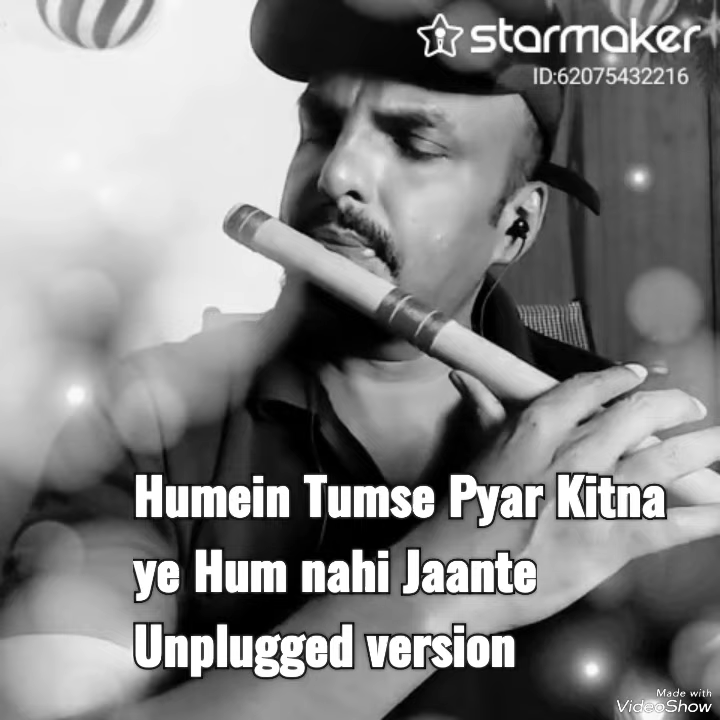 starmaker
ID:62075432216
Humein Tumse Pyar Kitna
ye Hum nahi Jaante
Unplugged version
Made with
VideoShow